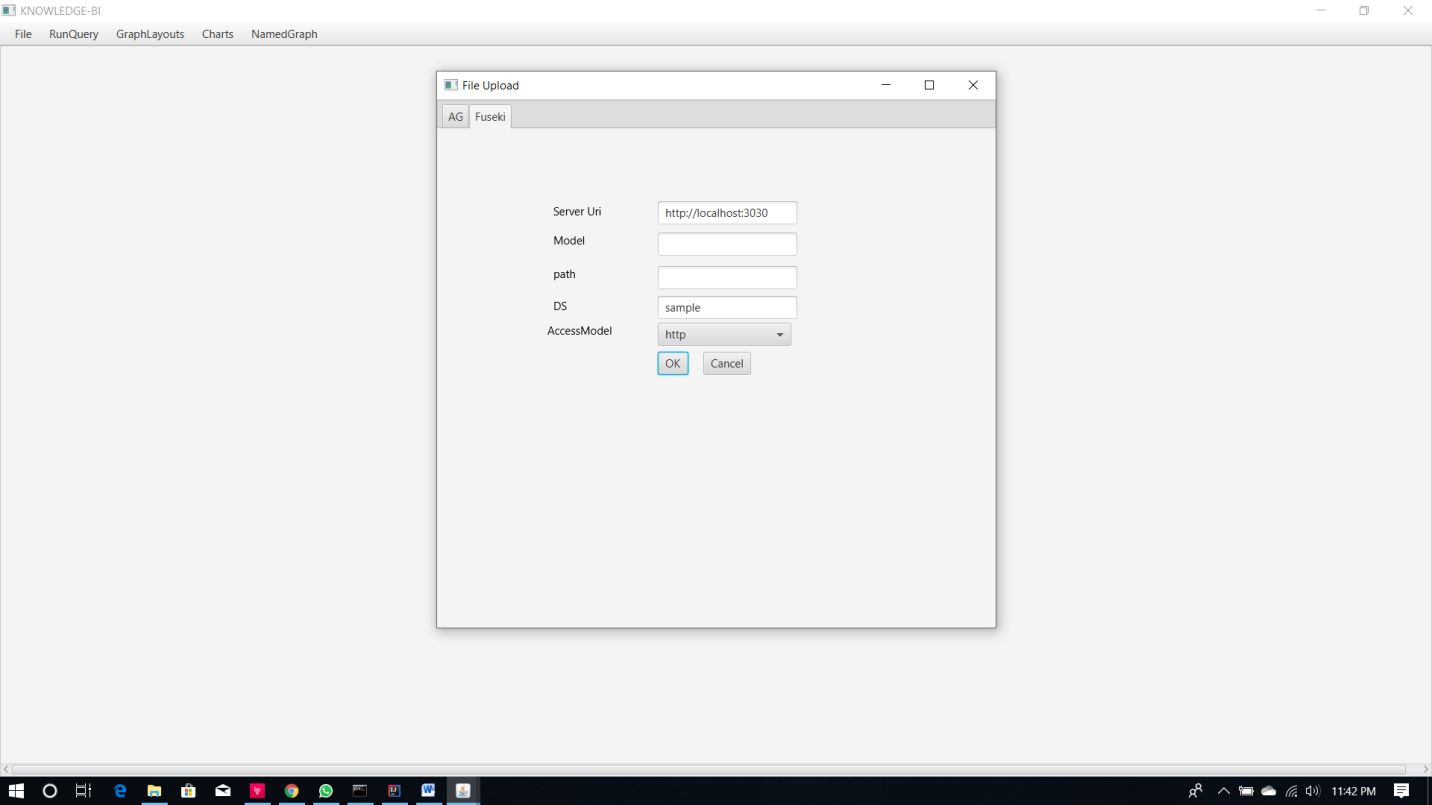 KNOWLEDGE-BI
File RunQuery GraphLayouts Charts NamedGraph
File Upload
AG Fuseki
Server Uri http://localhost:3030
Model
path
DS sample
AccessModel http
OK Cancel
11:42 PM